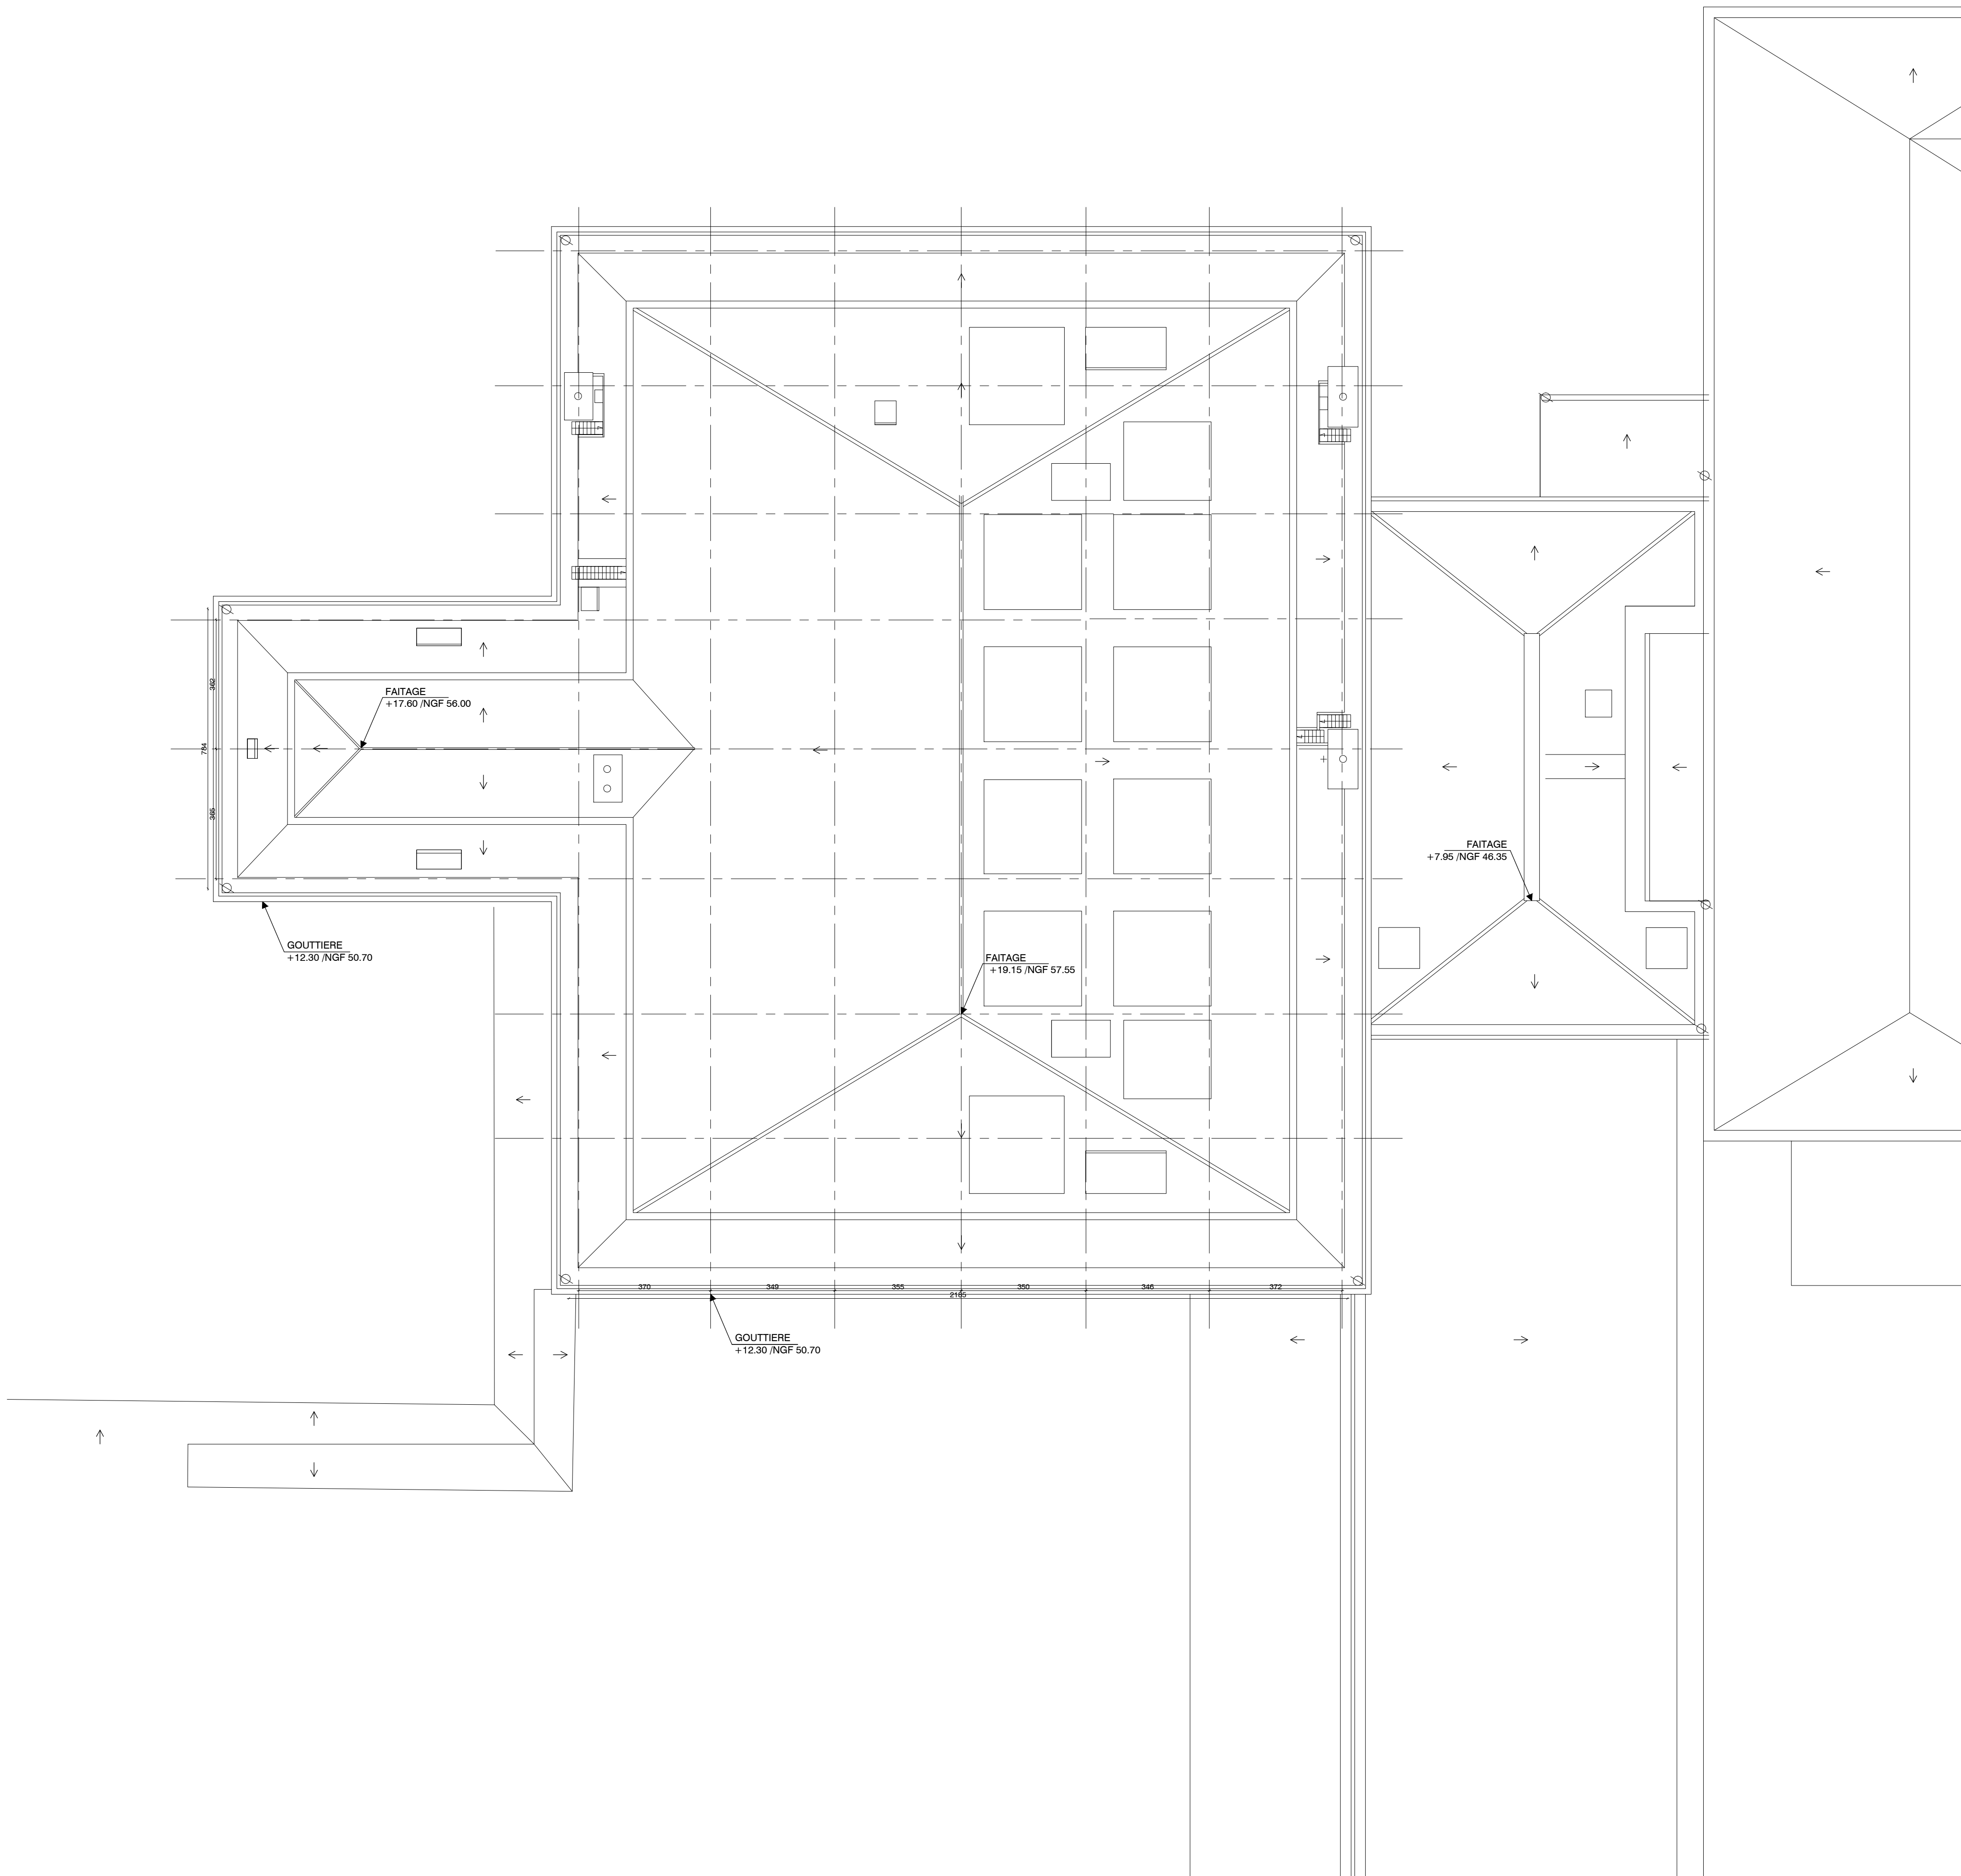 FAITAGE
+17.60 /NGF 56.00
362
784
365
FAITAGE
+7.95 /NGF 46.35
GOUTTIERE
+12.30 /NGF 50.70
FAITAGE
+19.15 /NGF 57.55
370
349
355
350
346
372
2165
GOUTTIERE
+12.30 /NGF 50.70